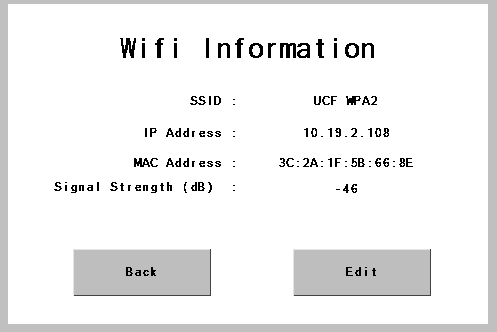 Wifi Information
SSID : UCF WPA2
IP Address : 10.19.2.108
MAC Address : 3C:2A:1F:5B:66:8E
Signal Strength (dB) : -46
Back Edit